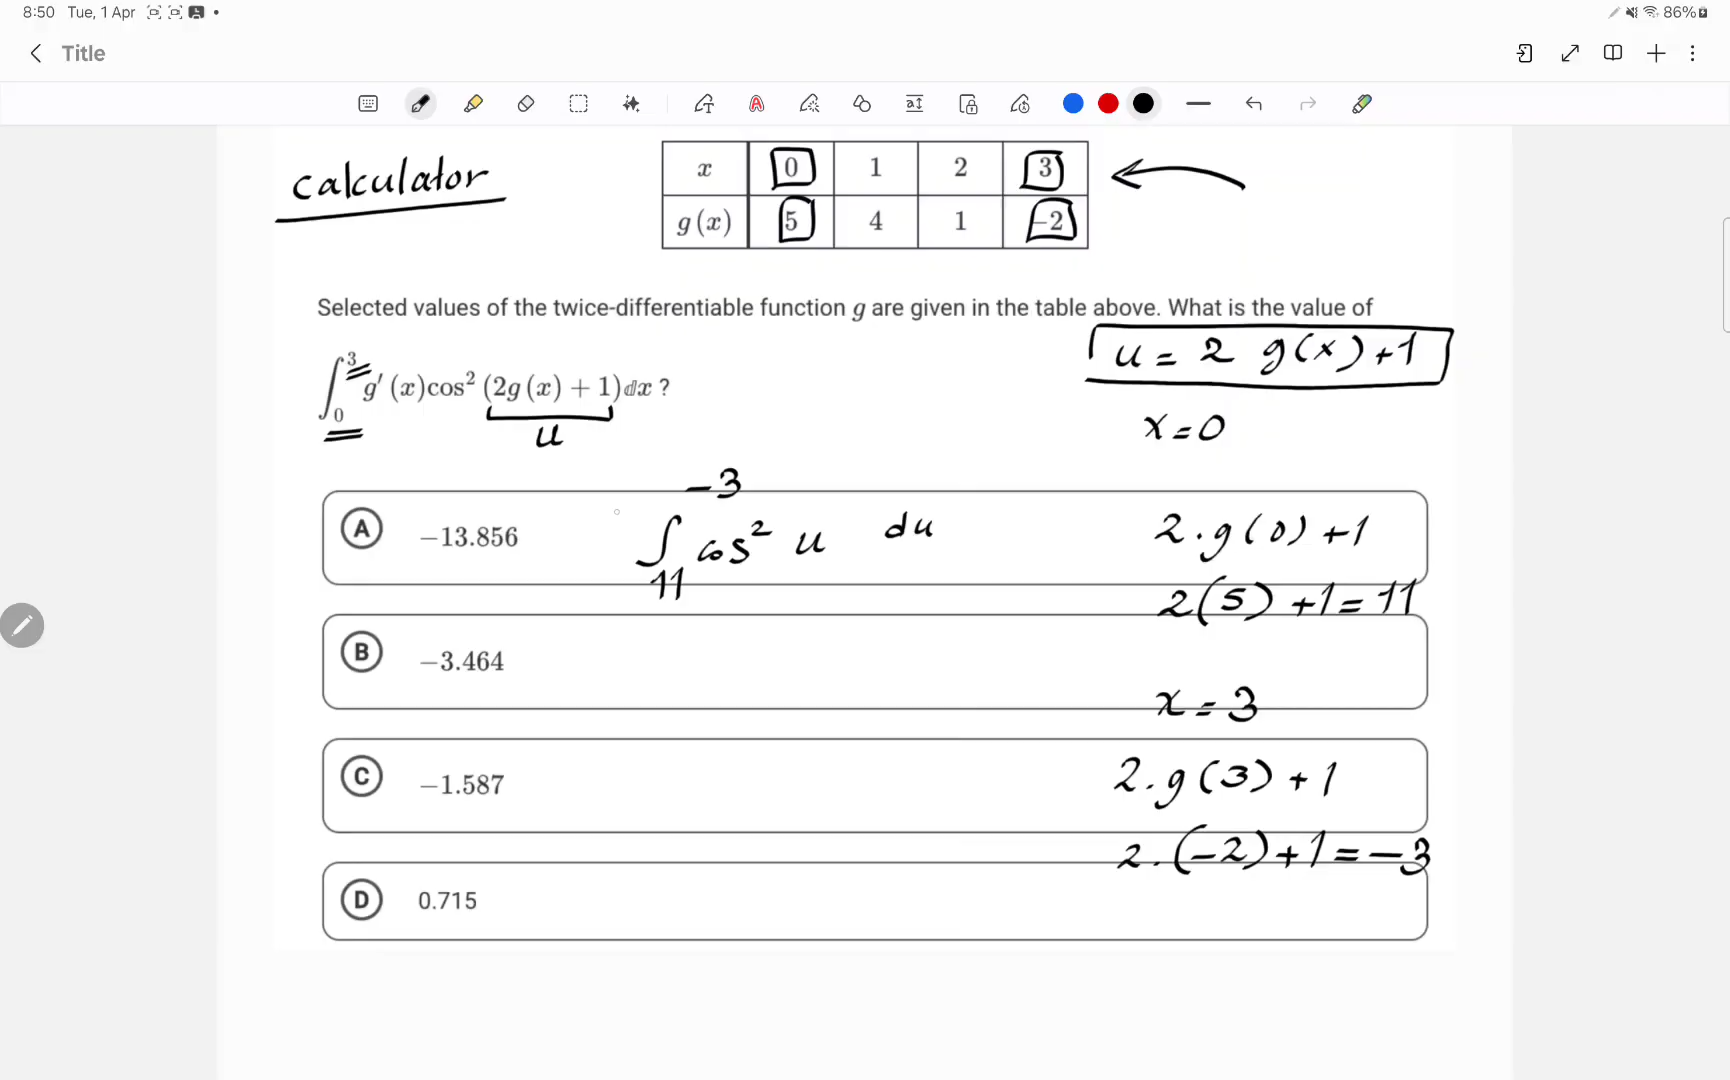 8:50 Tue, 1 Apr 86%
Title
calculator
x 0 1 2 3
g(x) 5 4 1 −2
Selected values of the twice-differentiable function g are given in the table above. What is the value of
∫₀³ g′(x)cos²(2g(x) + 1)dx ?
u
u = 2 g(x)+1
x=0
A −13.856
∫₁₁⁻³ cos² u du
2.g(0)+1
2(5)+1=11
B −3.464
x=3
C −1.587
2.g(3)+1
2.(−2)+1=−3
D 0.715